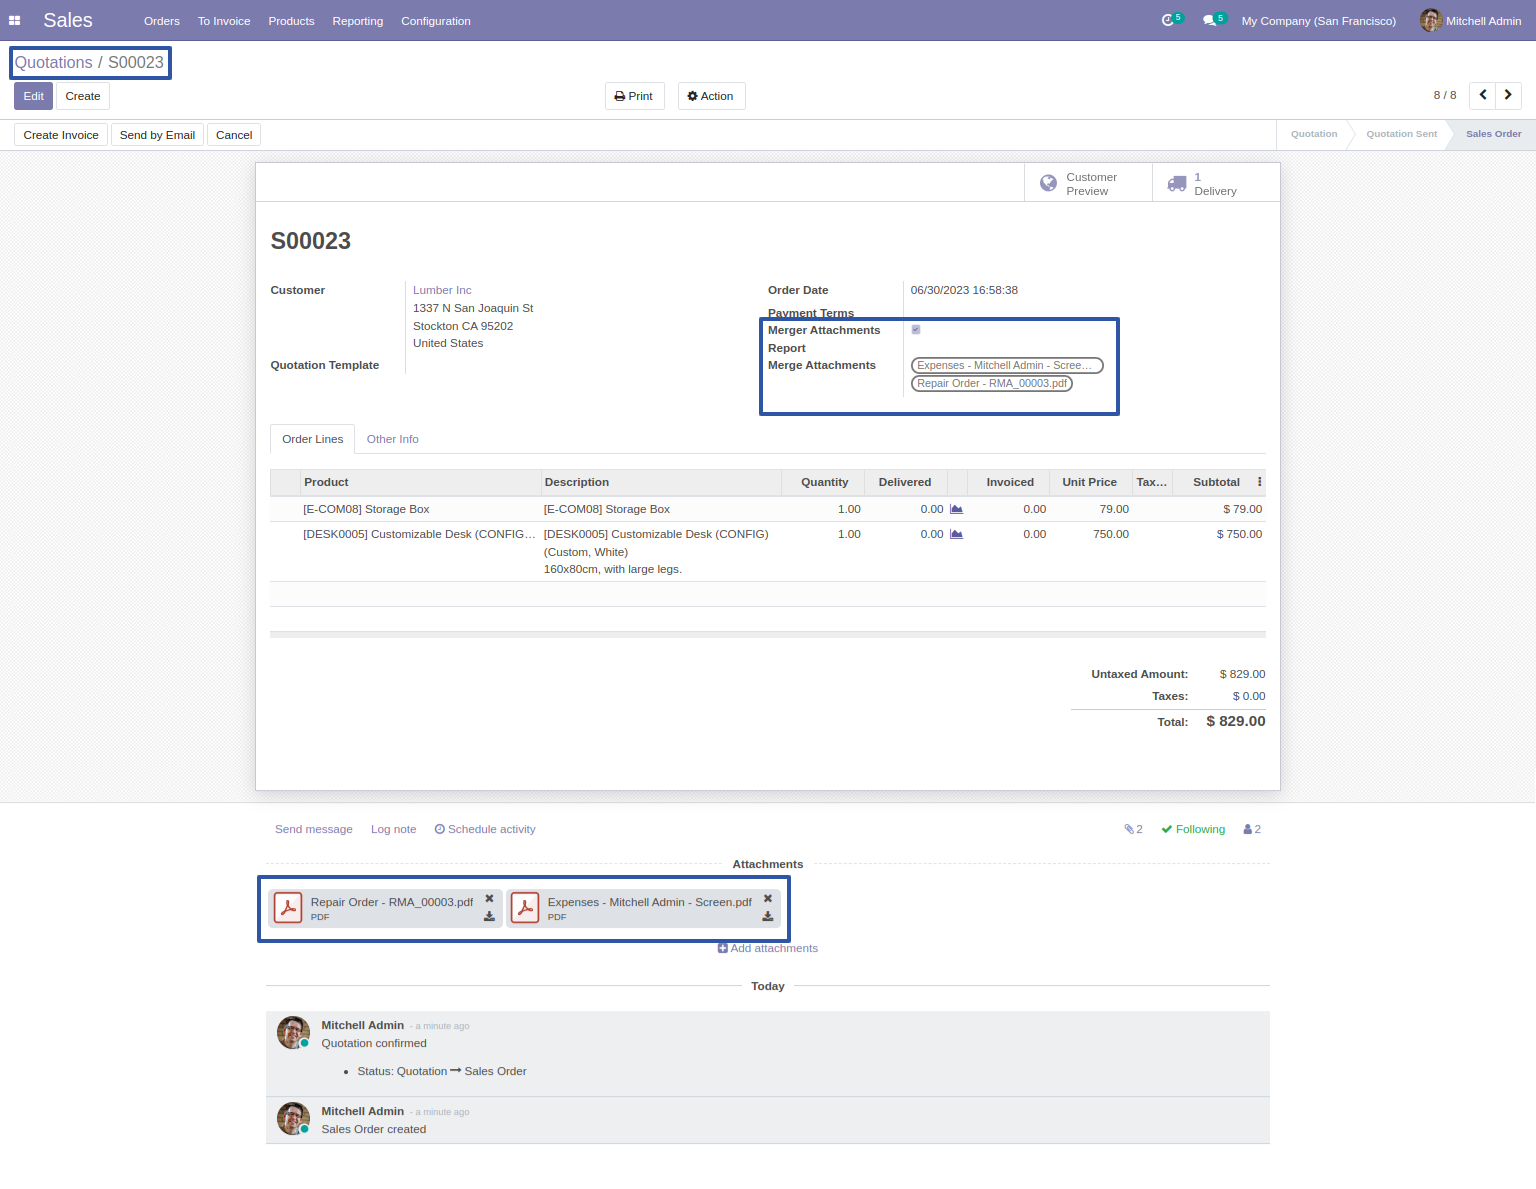 Sales Orders To Invoice Products Reporting Configuration 5 5 My Company (San Francisco) Mitchell Admin
Quotations / S00023
Edit Create Print Action 8 / 8
Create Invoice Send by Email Cancel Quotation Quotation Sent Sales Order
Customer Preview
1 Delivery
S00023
Customer Lumber Inc
1337 N San Joaquin St
Stockton CA 95202
United States
Quotation Template
Order Date 06/30/2023 16:58:38
Payment Terms
Merger Attachments
Report
Merge Attachments Expenses - Mitchell Admin - Scree...
Repair Order - RMA_00003.pdf
Order Lines Other Info
Product Description Quantity Delivered Invoiced Unit Price Tax... Subtotal
[E-COM08] Storage Box [E-COM08] Storage Box 1.00 0.00 0.00 79.00 $ 79.00
[DESK0005] Customizable Desk (CONFIG... [DESK0005] Customizable Desk (CONFIG) 1.00 0.00 0.00 750.00 $ 750.00
(Custom, White)
160x80cm, with large legs.
Untaxed Amount: $ 829.00
Taxes: $ 0.00
Total: $ 829.00
Send message Log note Schedule activity 2 Following 2
Attachments
Repair Order - RMA_00003.pdf Expenses - Mitchell Admin - Screen.pdf
PDF PDF
Add attachments
Today
Mitchell Admin - a minute ago
Quotation confirmed
• Status: Quotation → Sales Order
Mitchell Admin - a minute ago
Sales Order created